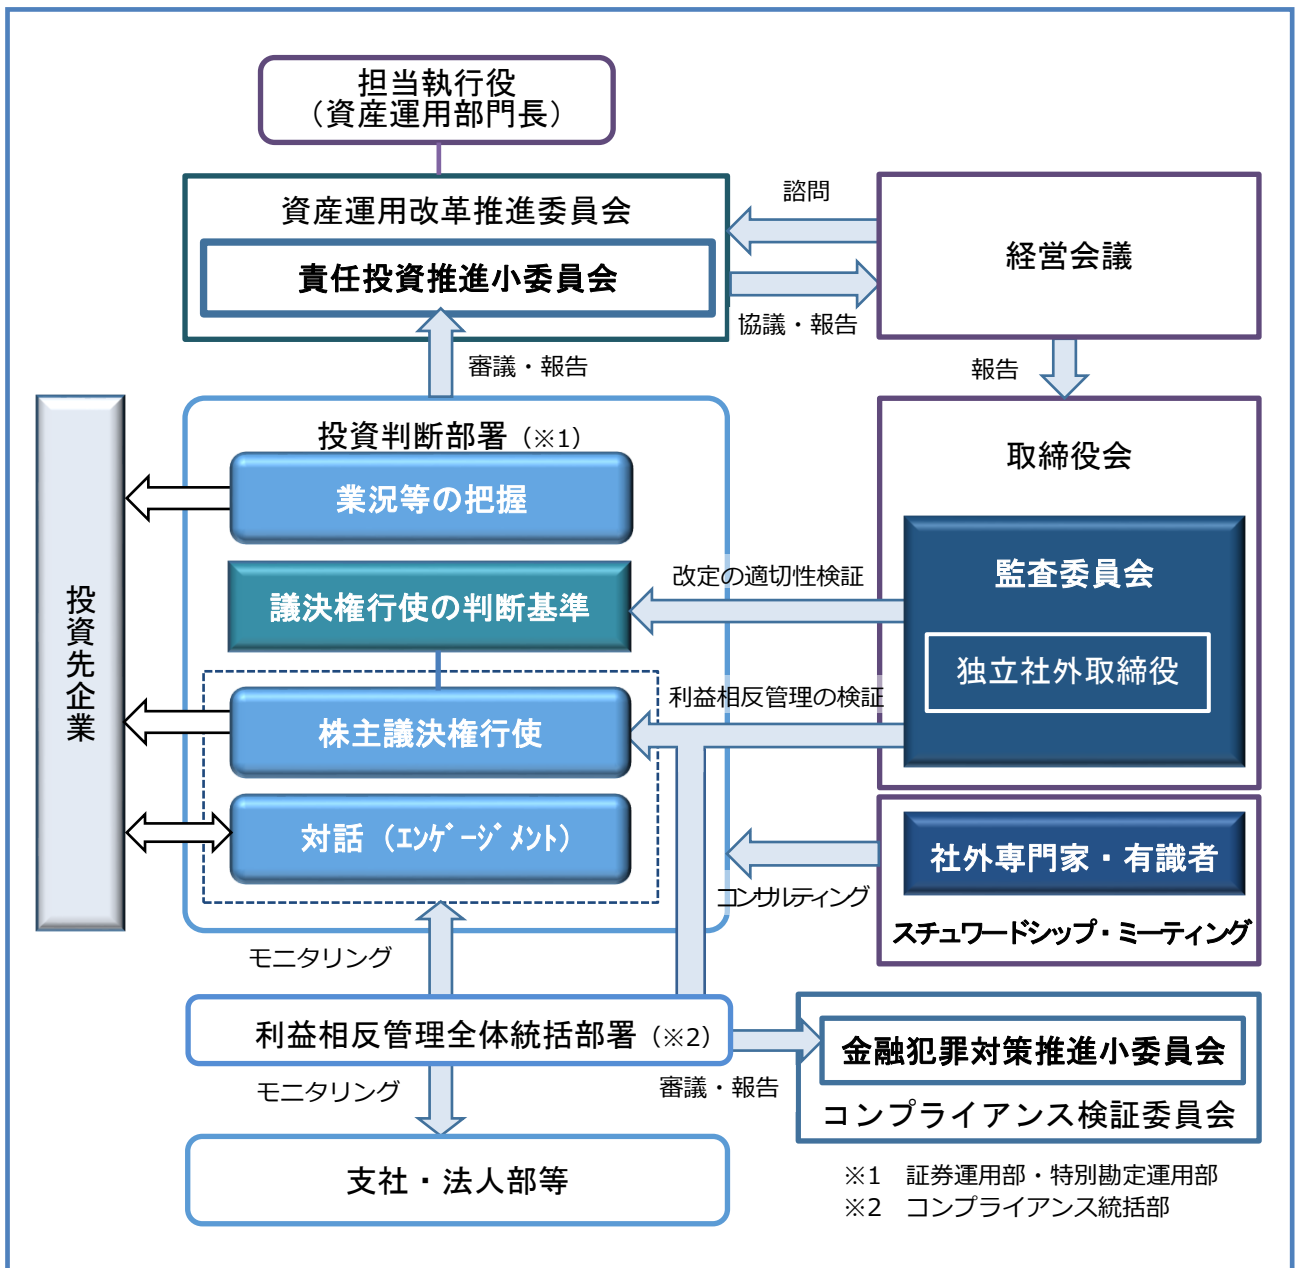 担当執行役
（資産運用部門長）
資産運用改革推進委員会
責任投資推進小委員会
諮問
協議・報告
経営会議
審議・報告
報告
投資先企業
投資判断部署（※1）
業況等の把握
議決権行使の判断基準
株主議決権行使
対話（ｴﾝｹﾞｰｼﾞﾒﾝﾄ）
改定の適切性検証
利益相反管理の検証
取締役会
監査委員会
独立社外取締役
コンサルティング
社外専門家・有識者
スチュワードシップ・ミーティング
モニタリング
利益相反管理全体統括部署（※2）
モニタリング
審議・報告
金融犯罪対策推進小委員会
コンプライアンス検証委員会
支社・法人部等
※1　証券運用部・特別勘定運用部
※2　コンプライアンス統括部